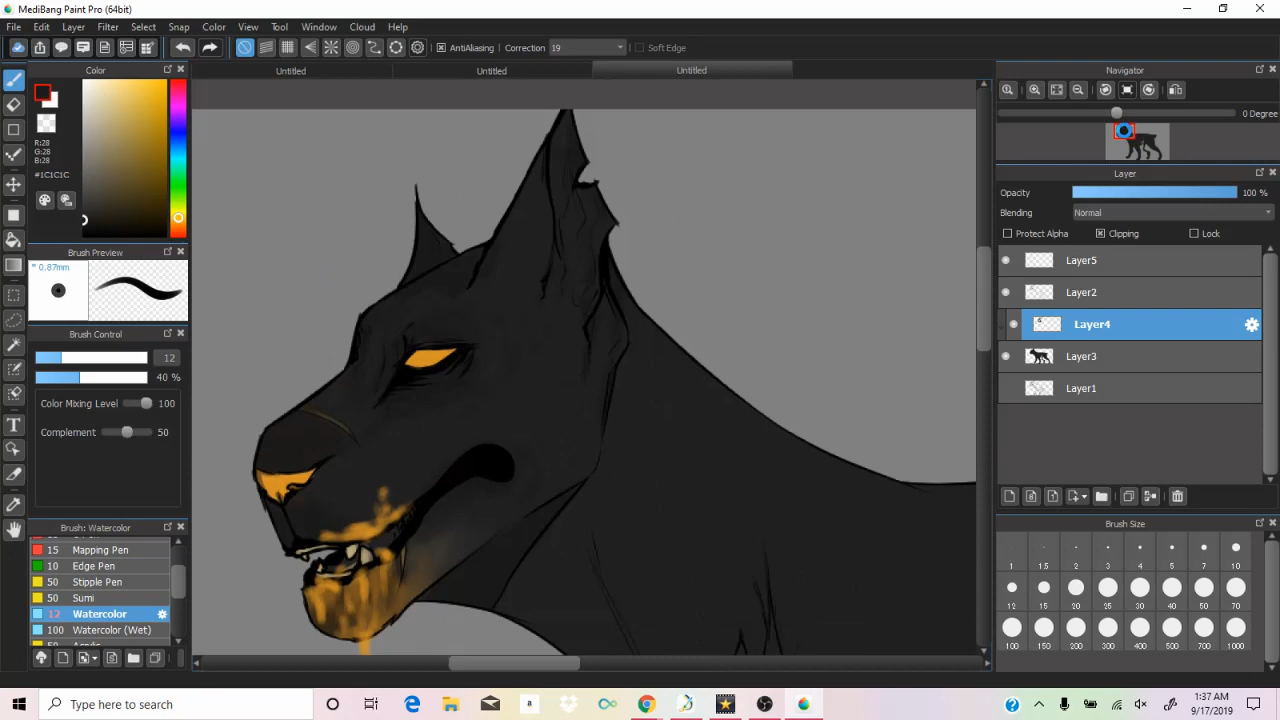 MediBang Paint Pro (64bit)
File Edit Layer Filter Select Snap Color View Tool Window Cloud Help
AntiAliasing Correction 19 Soft Edge
Color
Untitled Untitled Untitled
Navigator
0 Degree
R:28
G:28
B:28
#1C1C1C
Layer
Opacity 100 %
Blending Normal
Protect Alpha Clipping Lock
Brush Preview
* 0.87mm
Layer5
Layer2
Layer4
Layer3
Layer1
Brush Control
12
40 %
Color Mixing Level 100
Complement 50
Brush: Watercolor
15 Mapping Pen
10 Edge Pen
50 Stipple Pen
50 Sumi
12 Watercolor
100 Watercolor (Wet)
Brush Size
1 1.5 2 3 4 5 7 10
12 15 20 25 30 40 50 70
100 150 200 300 400 500 700 1000
Type here to search
1:37 AM
9/17/2019